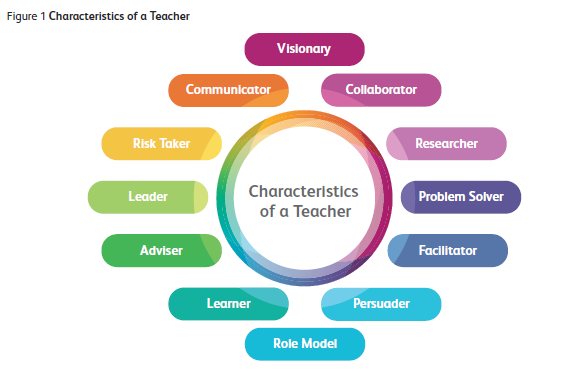 Figure 1 Characteristics of a Teacher
Visionary
Communicator
Collaborator
Risk Taker
Researcher
Leader
Characteristics
of a Teacher
Problem Solver
Adviser
Facilitator
Learner
Persuader
Role Model